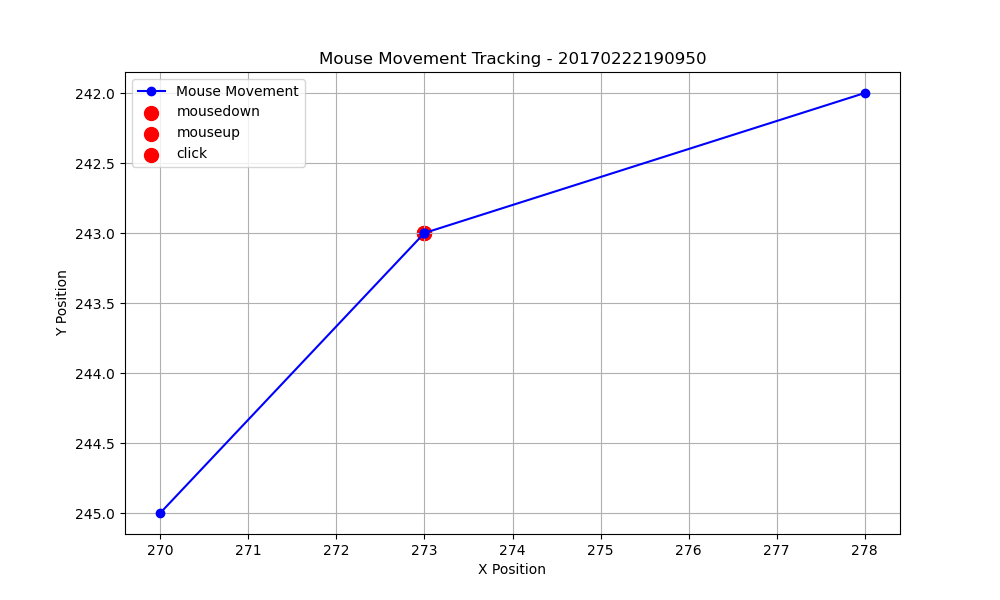 Mouse Movement Tracking - 20170222190950
Mouse Movement
mousedown
mouseup
click
242.0
242.5
243.0
243.5
244.0
244.5
245.0
Y Position
270 271 272 273 274 275 276 277 278
X Position